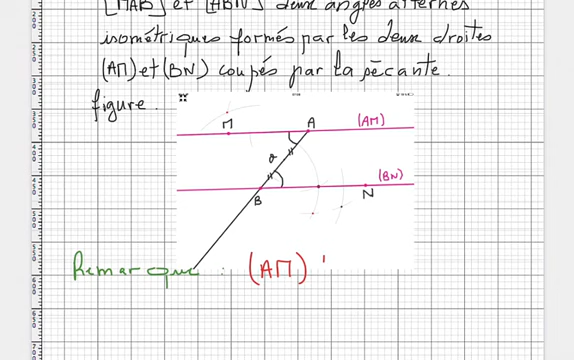 [MAB) et [ABN) deux angles alternes
isométriques formés par les deux droites
(AM) et (BN) coupés par la sécante.
figure.
M A (AM)
B N (BN)
Remarque : (AM)